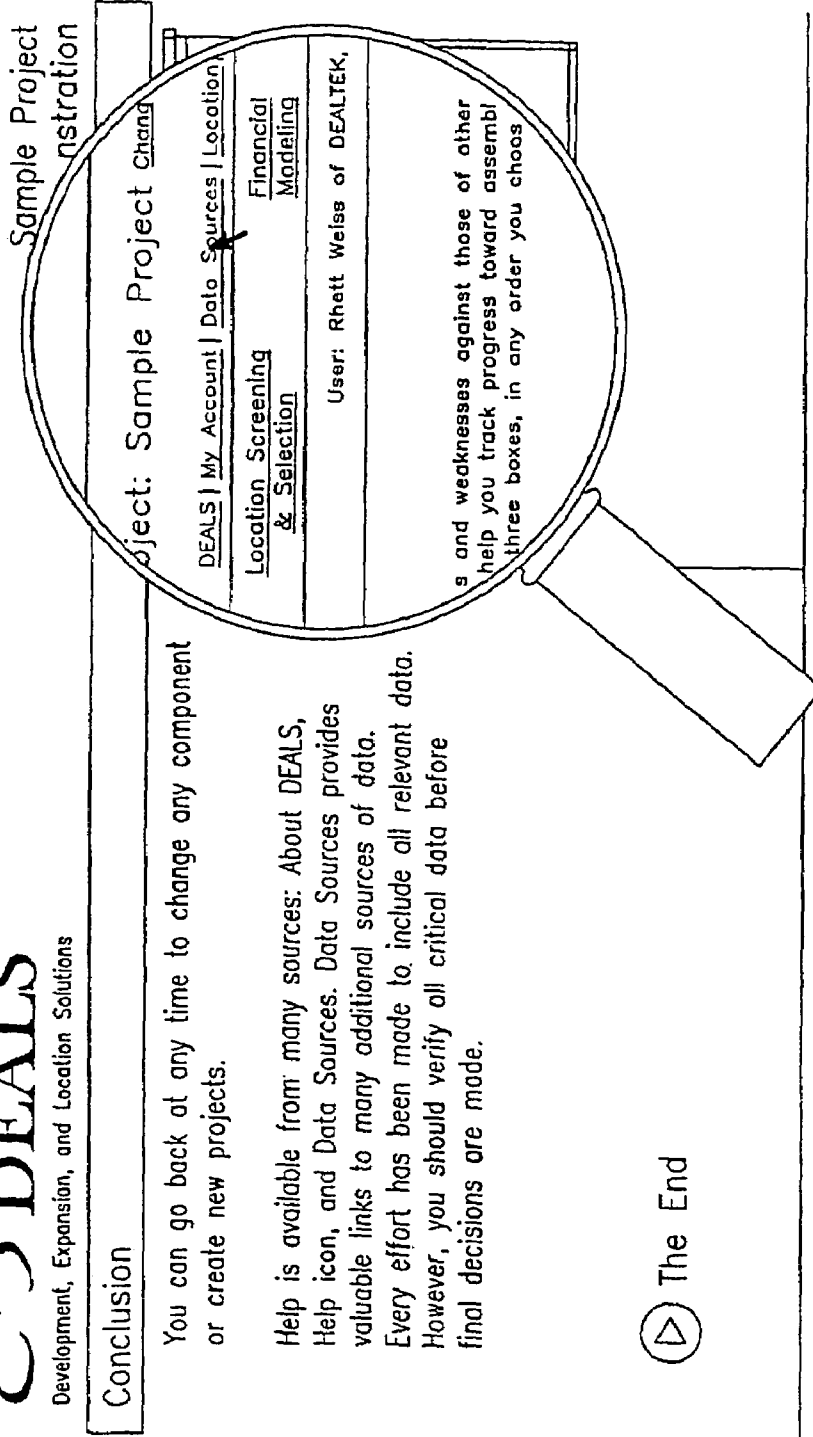 DEALS
Development, Expansion, and Location Solutions
Sample Project
nstration
Conclusion
You can go back at any time to change any component
or create new projects.
Help is available from many sources: About DEALS,
Help icon, and Data Sources. Data Sources provides
valuable links to many additional sources of data.
Every effort has been made to include all relevant data.
However, you should verify all critical data before
final decisions are made.
The End
oject: Sample Project Chang
DEALS | My Account | Data Sources | Location
Location Screening
& Selection
Financial
Modeling
User: Rhett Weiss of DEALTEK,
s and weaknesses against those of other
help you track progress toward assembl
three boxes, in any order you choos